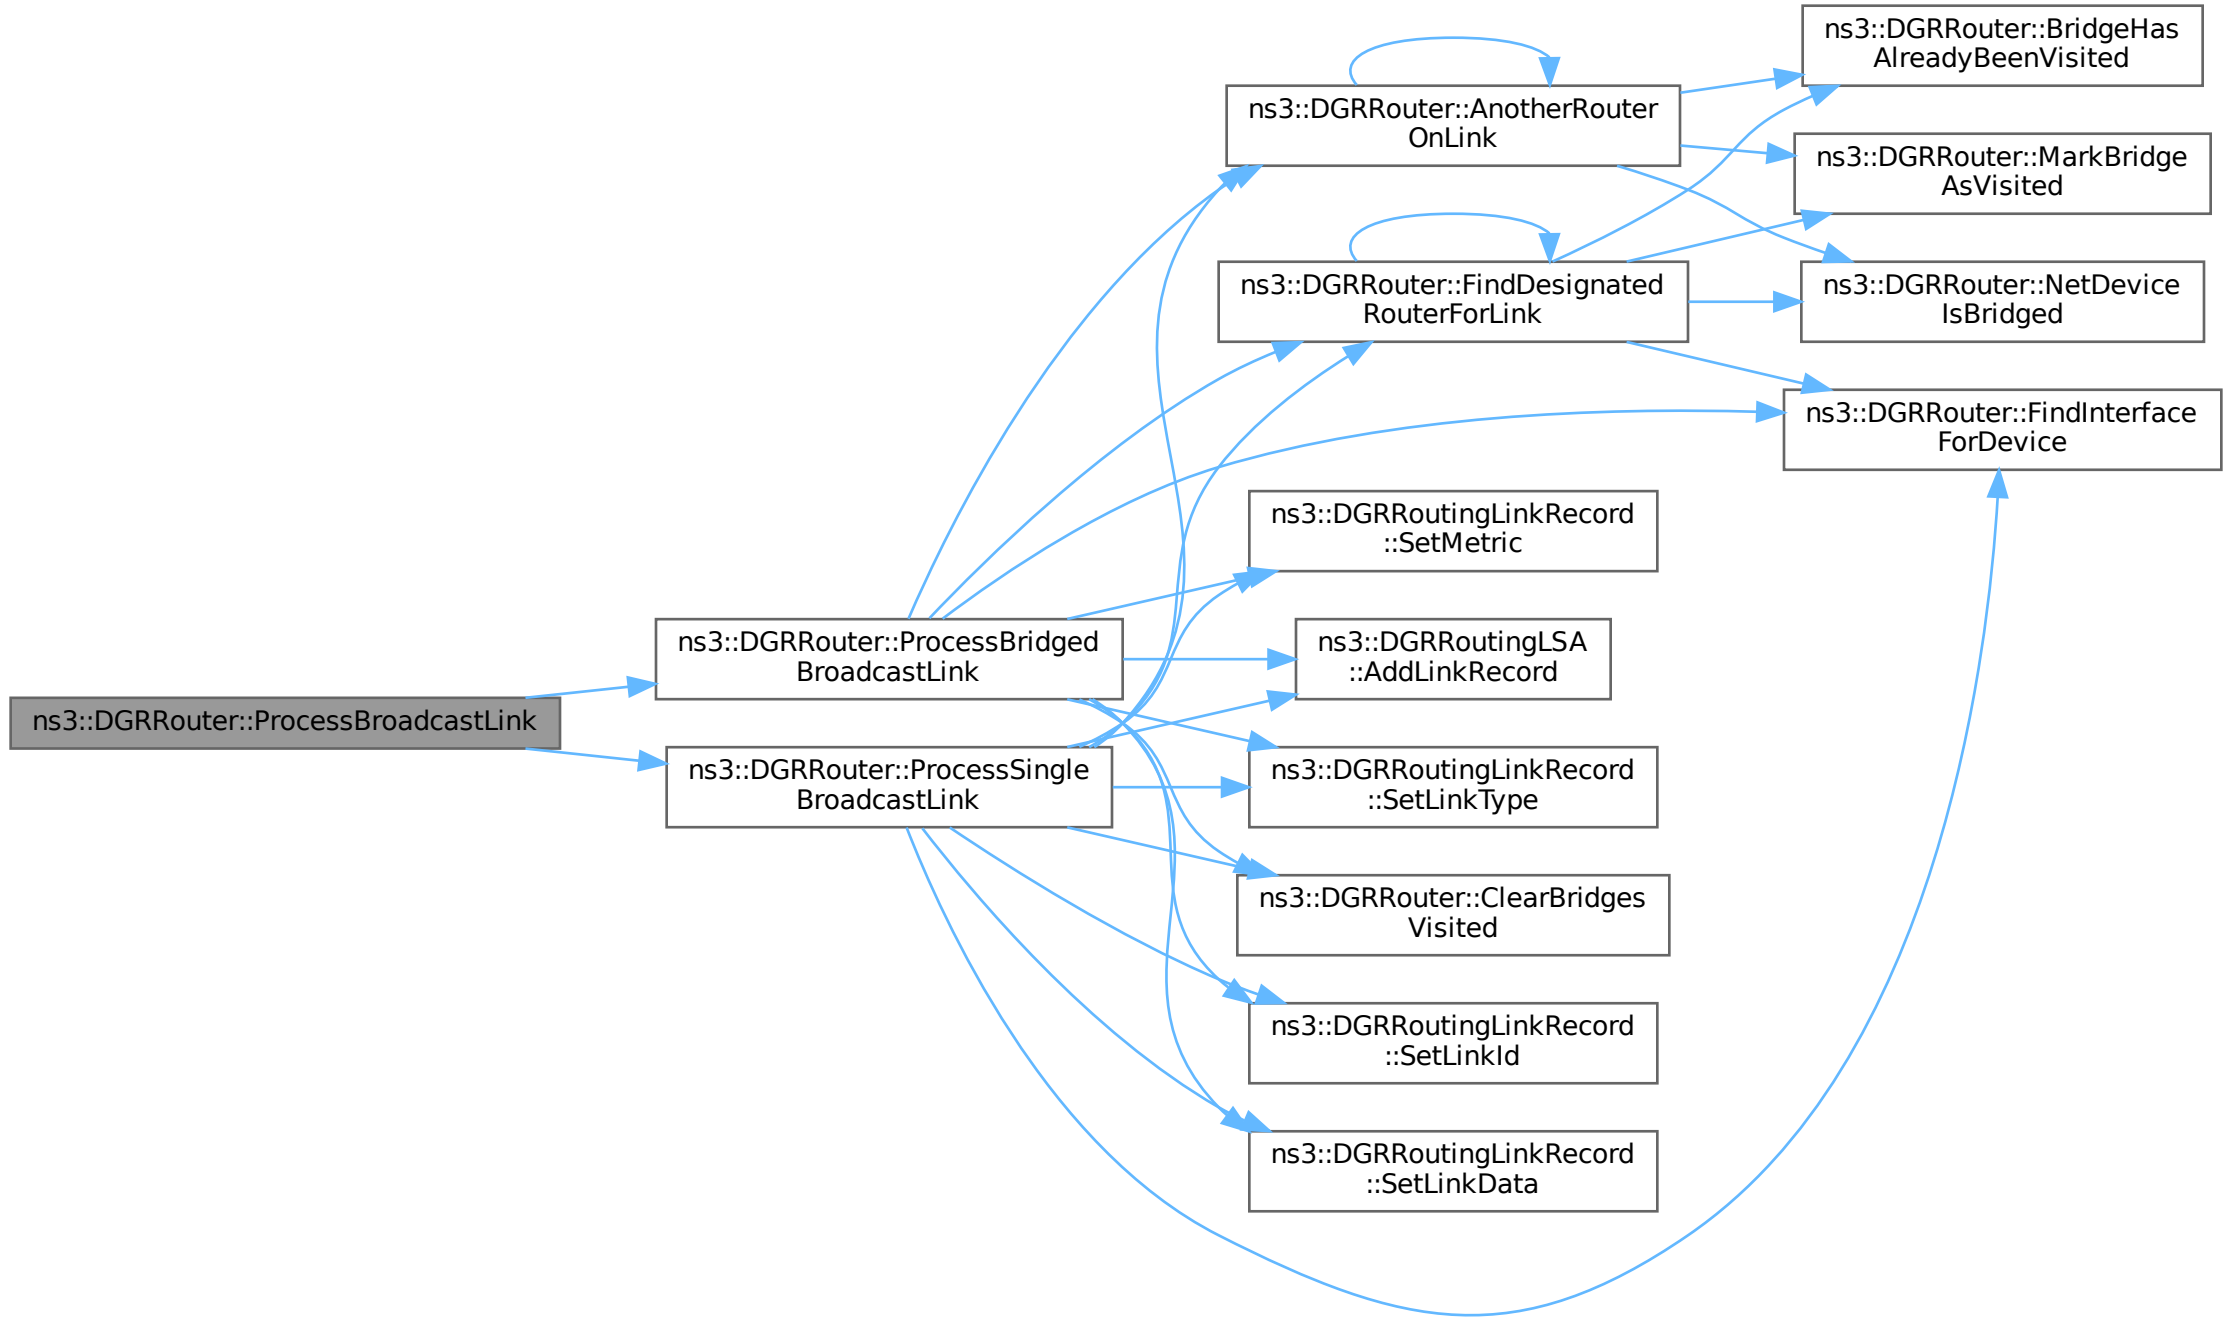 ns3::DGRRouter::ProcessBroadcastLink
ns3::DGRRouter::ProcessBridged
BroadcastLink
ns3::DGRRouter::ProcessSingle
BroadcastLink
ns3::DGRRouter::AnotherRouter
OnLink
ns3::DGRRouter::FindDesignated
RouterForLink
ns3::DGRRoutingLinkRecord
::SetMetric
ns3::DGRRoutingLSA
::AddLinkRecord
ns3::DGRRoutingLinkRecord
::SetLinkType
ns3::DGRRouter::ClearBridges
Visited
ns3::DGRRoutingLinkRecord
::SetLinkId
ns3::DGRRoutingLinkRecord
::SetLinkData
ns3::DGRRouter::BridgeHas
AlreadyBeenVisited
ns3::DGRRouter::MarkBridge
AsVisited
ns3::DGRRouter::NetDevice
IsBridged
ns3::DGRRouter::FindInterface
ForDevice